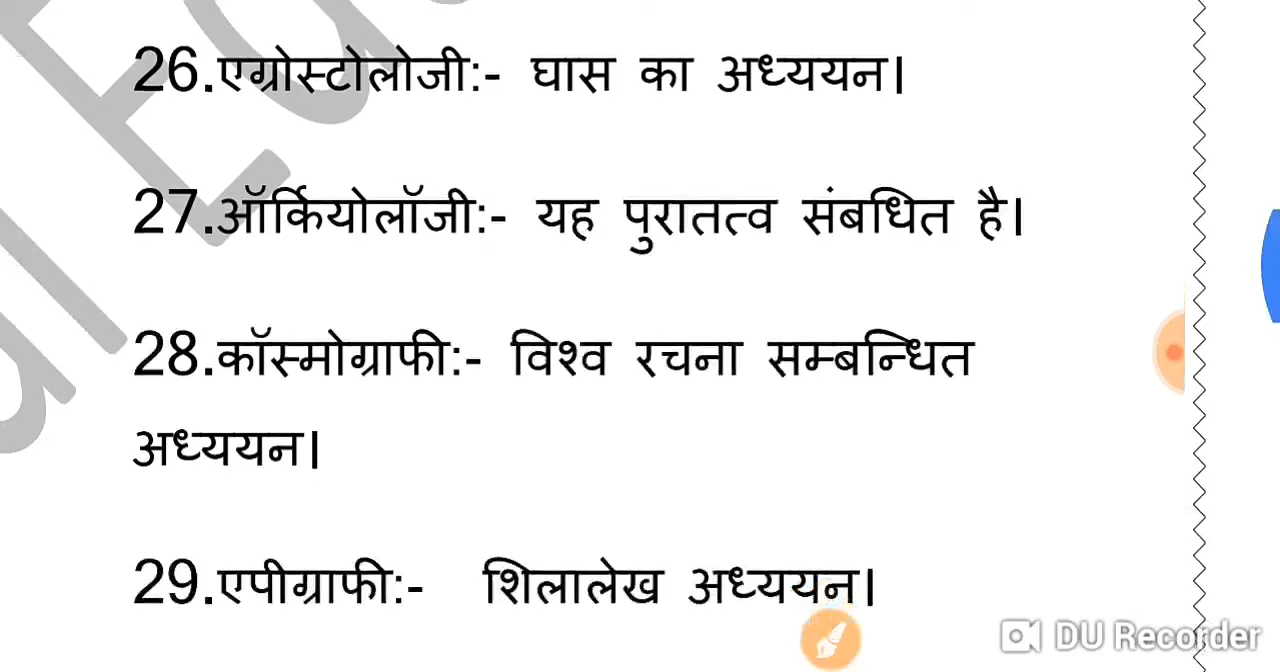 26.एग्रोस्टोलोजी:- घास का अध्ययन।
27.ऑर्कियोलॉजी:- यह पुरातत्व संबधित है।
28.कॉस्मोग्राफी:- विश्व रचना सम्बन्धित
अध्ययन।
29.एपीग्राफी:- शिलालेख अध्ययन।
DU Recorder